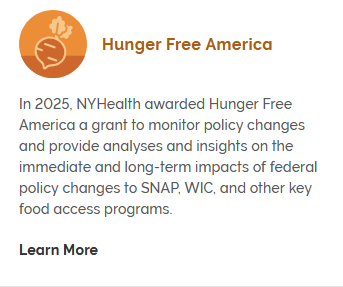 Hunger Free America
In 2025, NYHealth awarded Hunger Free
America a grant to monitor policy changes
and provide analyses and insights on the
immediate and long-term impacts of federal
policy changes to SNAP, WIC, and other key
food access programs.
Learn More